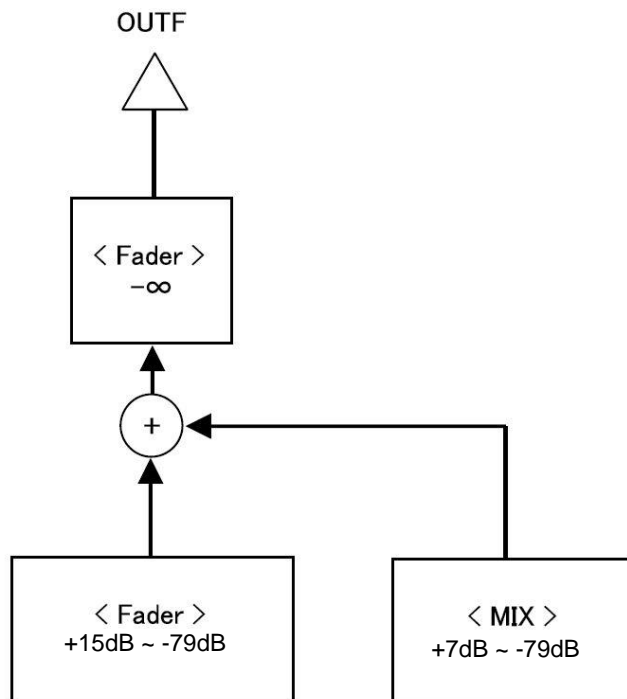 OUTF
< Fader >
-∞
+
< Fader >
+15dB ~ -79dB
< MIX >
+7dB ~ -79dB